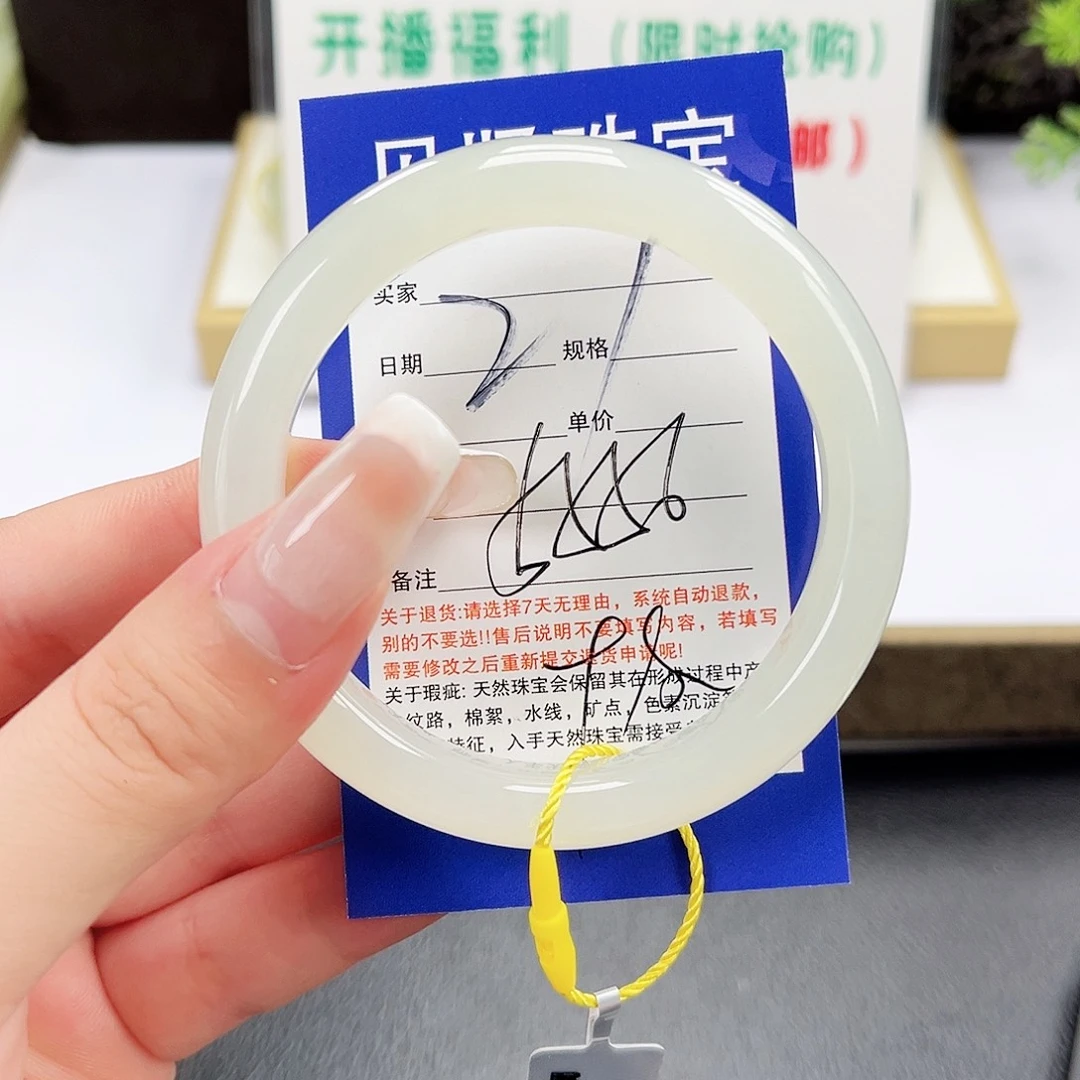 开播福利（限时抢购）
邮）
珠宝
买家
日期 21 规格
单价
备注
关于退货:请选择7天无理由，系统自动退款，
别的不要选!!售后说明不要填写内容，若填写
需要修改之后重新提交退货申请呢!
关于瑕疵: 天然珠宝会保留其在形成过程中产
纹路，棉絮，水线，矿点，色素沉淀
特征，入手天然珠宝需接受